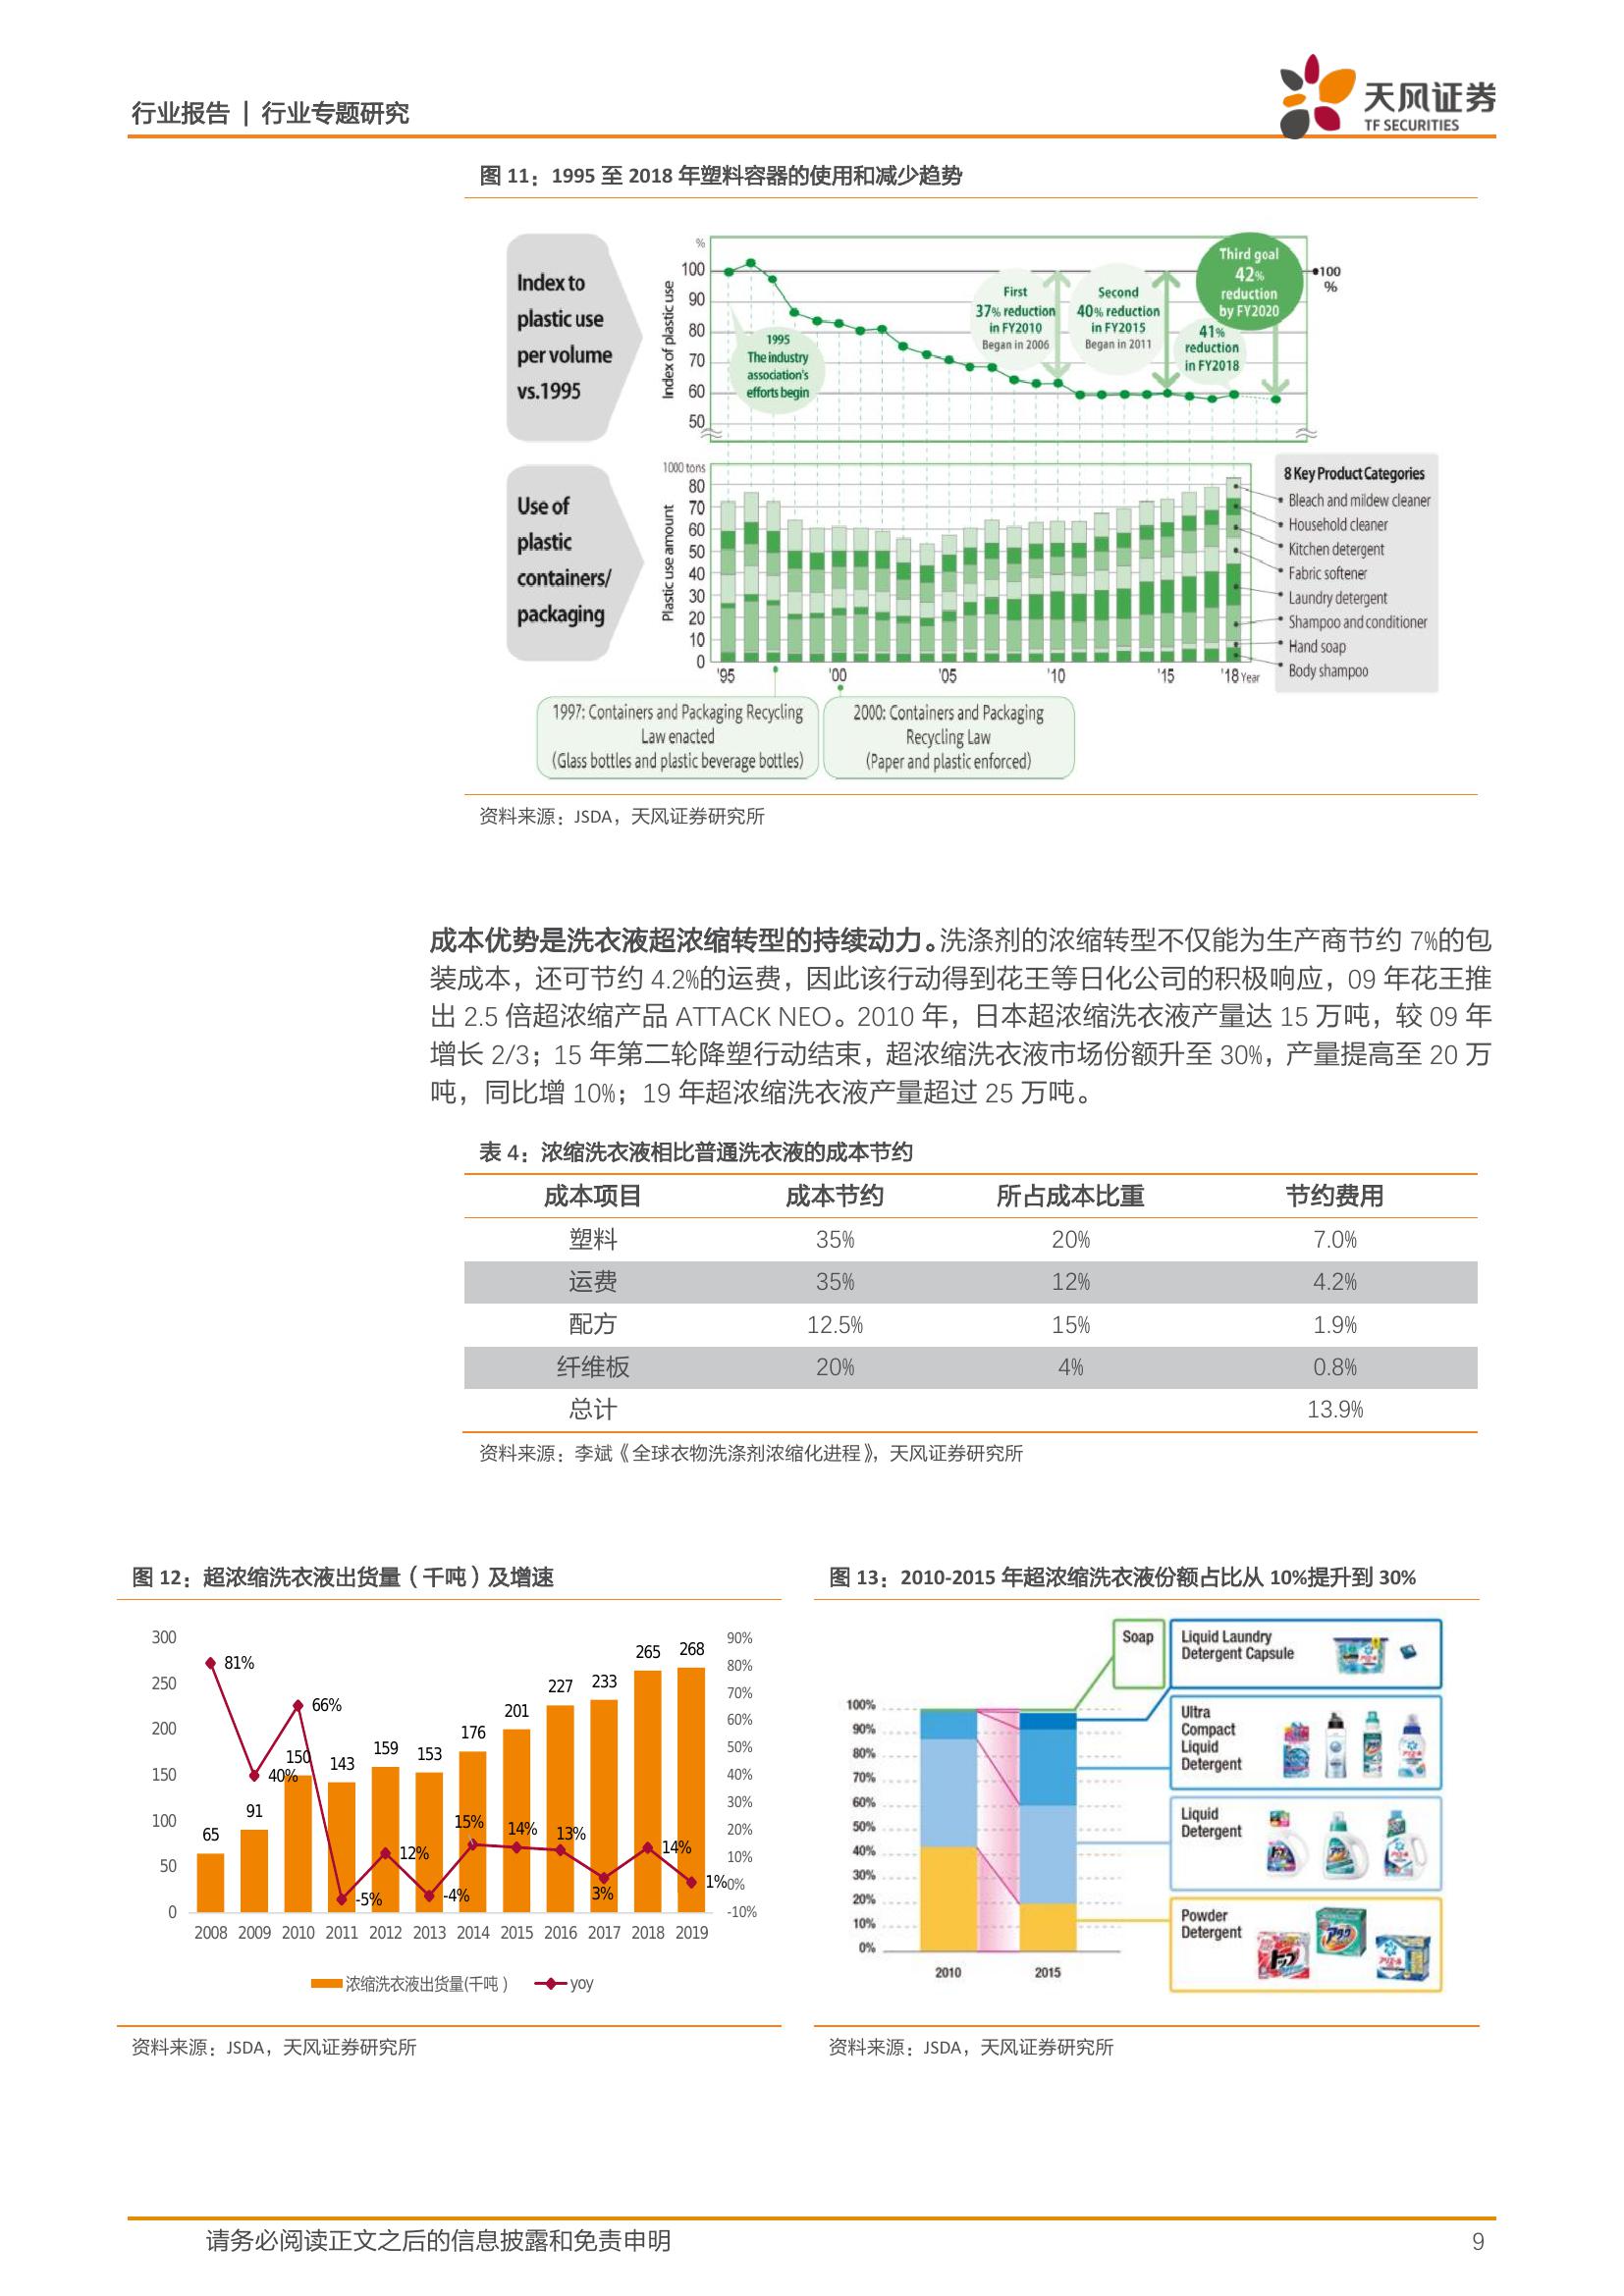 行业报告 | 行业专题研究
天风证券
TF SECURITIES
图 11：1995 至 2018 年塑料容器的使用和减少趋势
Index to
plastic use
per volume
vs.1995
%
Index of plastic use
100
90
80
70
60
50
1995
The industry
association's
efforts begin
First
37% reduction
in FY2010
Began in 2006
Second
40% reduction
in FY2015
Began in 2011
41%
reduction
in FY2018
Third goal
42%
reduction
by FY2020
100
%
Use of
plastic
containers/
packaging
1000 tons
Plastic use amount
80
70
60
50
40
30
20
10
0
'95 '00 '05 '10 '15 '18 Year
8 Key Product Categories
Bleach and mildew cleaner
Household cleaner
Kitchen detergent
Fabric softener
Laundry detergent
Shampoo and conditioner
Hand soap
Body shampoo
1997: Containers and Packaging Recycling
Law enacted
(Glass bottles and plastic beverage bottles)
2000: Containers and Packaging
Recycling Law
(Paper and plastic enforced)
资料来源：JSDA，天风证券研究所
成本优势是洗衣液超浓缩转型的持续动力。洗涤剂的浓缩转型不仅能为生产商节约 7%的包
装成本，还可节约 4.2%的运费，因此该行动得到花王等日化公司的积极响应，09 年花王推
出 2.5 倍超浓缩产品 ATTACK NEO。2010 年，日本超浓缩洗衣液产量达 15 万吨，较 09 年
增长 2/3；15 年第二轮降塑行动结束，超浓缩洗衣液市场份额升至 30%，产量提高至 20 万
吨，同比增 10%；19 年超浓缩洗衣液产量超过 25 万吨。
表 4：浓缩洗衣液相比普通洗衣液的成本节约
成本项目 成本节约 所占成本比重 节约费用
塑料 35% 20% 7.0%
运费 35% 12% 4.2%
配方 12.5% 15% 1.9%
纤维板 20% 4% 0.8%
总计 13.9%
资料来源：李斌《全球衣物洗涤剂浓缩化进程》，天风证券研究所
图 12：超浓缩洗衣液出货量（千吨）及增速
300
250
200
150
100
50
0
65 91 150 143 159 153 176 201 227 233 265 268
81% 40% 66% -5% 12% -4% 15% 14% 13% 3% 14% 1%
90%
80%
70%
60%
50%
40%
30%
20%
10%
0%
-10%
2008 2009 2010 2011 2012 2013 2014 2015 2016 2017 2018 2019
浓缩洗衣液出货量(千吨） yoy
资料来源：JSDA，天风证券研究所
图 13：2010-2015 年超浓缩洗衣液份额占比从 10%提升到 30%
100%
90%
80%
70%
60%
50%
40%
30%
20%
10%
0%
2010 2015
Soap
Liquid Laundry
Detergent Capsule
Ultra
Compact
Liquid
Detergent
Liquid
Detergent
Powder
Detergent
トップ
アタック
資料来源：JSDA，天风证券研究所
请务必阅读正文之后的信息披露和免责申明
9